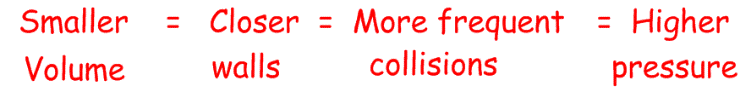 Smaller = Closer = More frequent = Higher
Volume walls collisions pressure